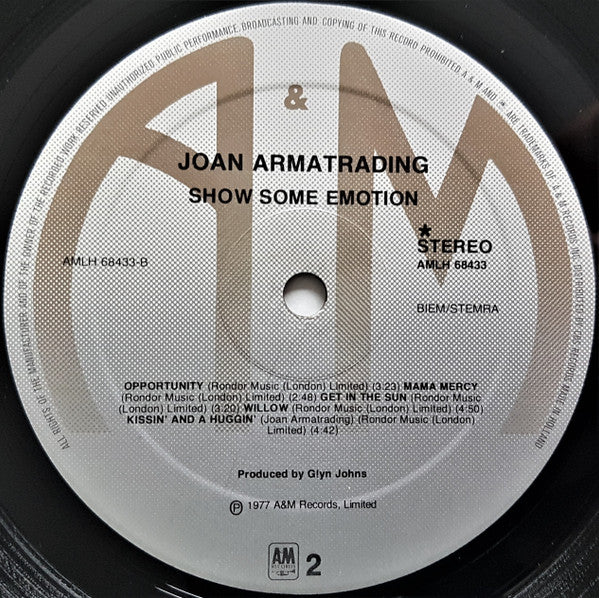 ALL RIGHTS OF THE MANUFACTURER AND OF THE OWNER OF THE RECORDED WORK RESERVED. UNAUTHORIZED PUBLIC PERFORMANCE, BROADCASTING AND COPYING OF THIS RECORD PROHIBITED. A & M AND ARE TRADEMARKS OF A & M RECORDS INC. DISTRIBUTED BY CBS RECORDS. MADE IN HOLLAND
A & M
JOAN ARMATRADING
SHOW SOME EMOTION
*
STEREO
AMLH 68433-B
AMLH 68433
BIEM/STEMRA
OPPORTUNITY (Rondor Music (London) Limited) (3:23) MAMA MERCY
(Rondor Music (London) Limited) (2:48) GET IN THE SUN (Rondor Music
(London) Limited) (3:20) WILLOW (Rondor Music (London) Limited) (4:50)
KISSIN' AND A HUGGIN' (Joan Armatrading) (Rondor Music (London)
Limited) (4:42)
Produced by Glyn Johns
℗ 1977 A&M Records, Limited
AM
RECORDS
2